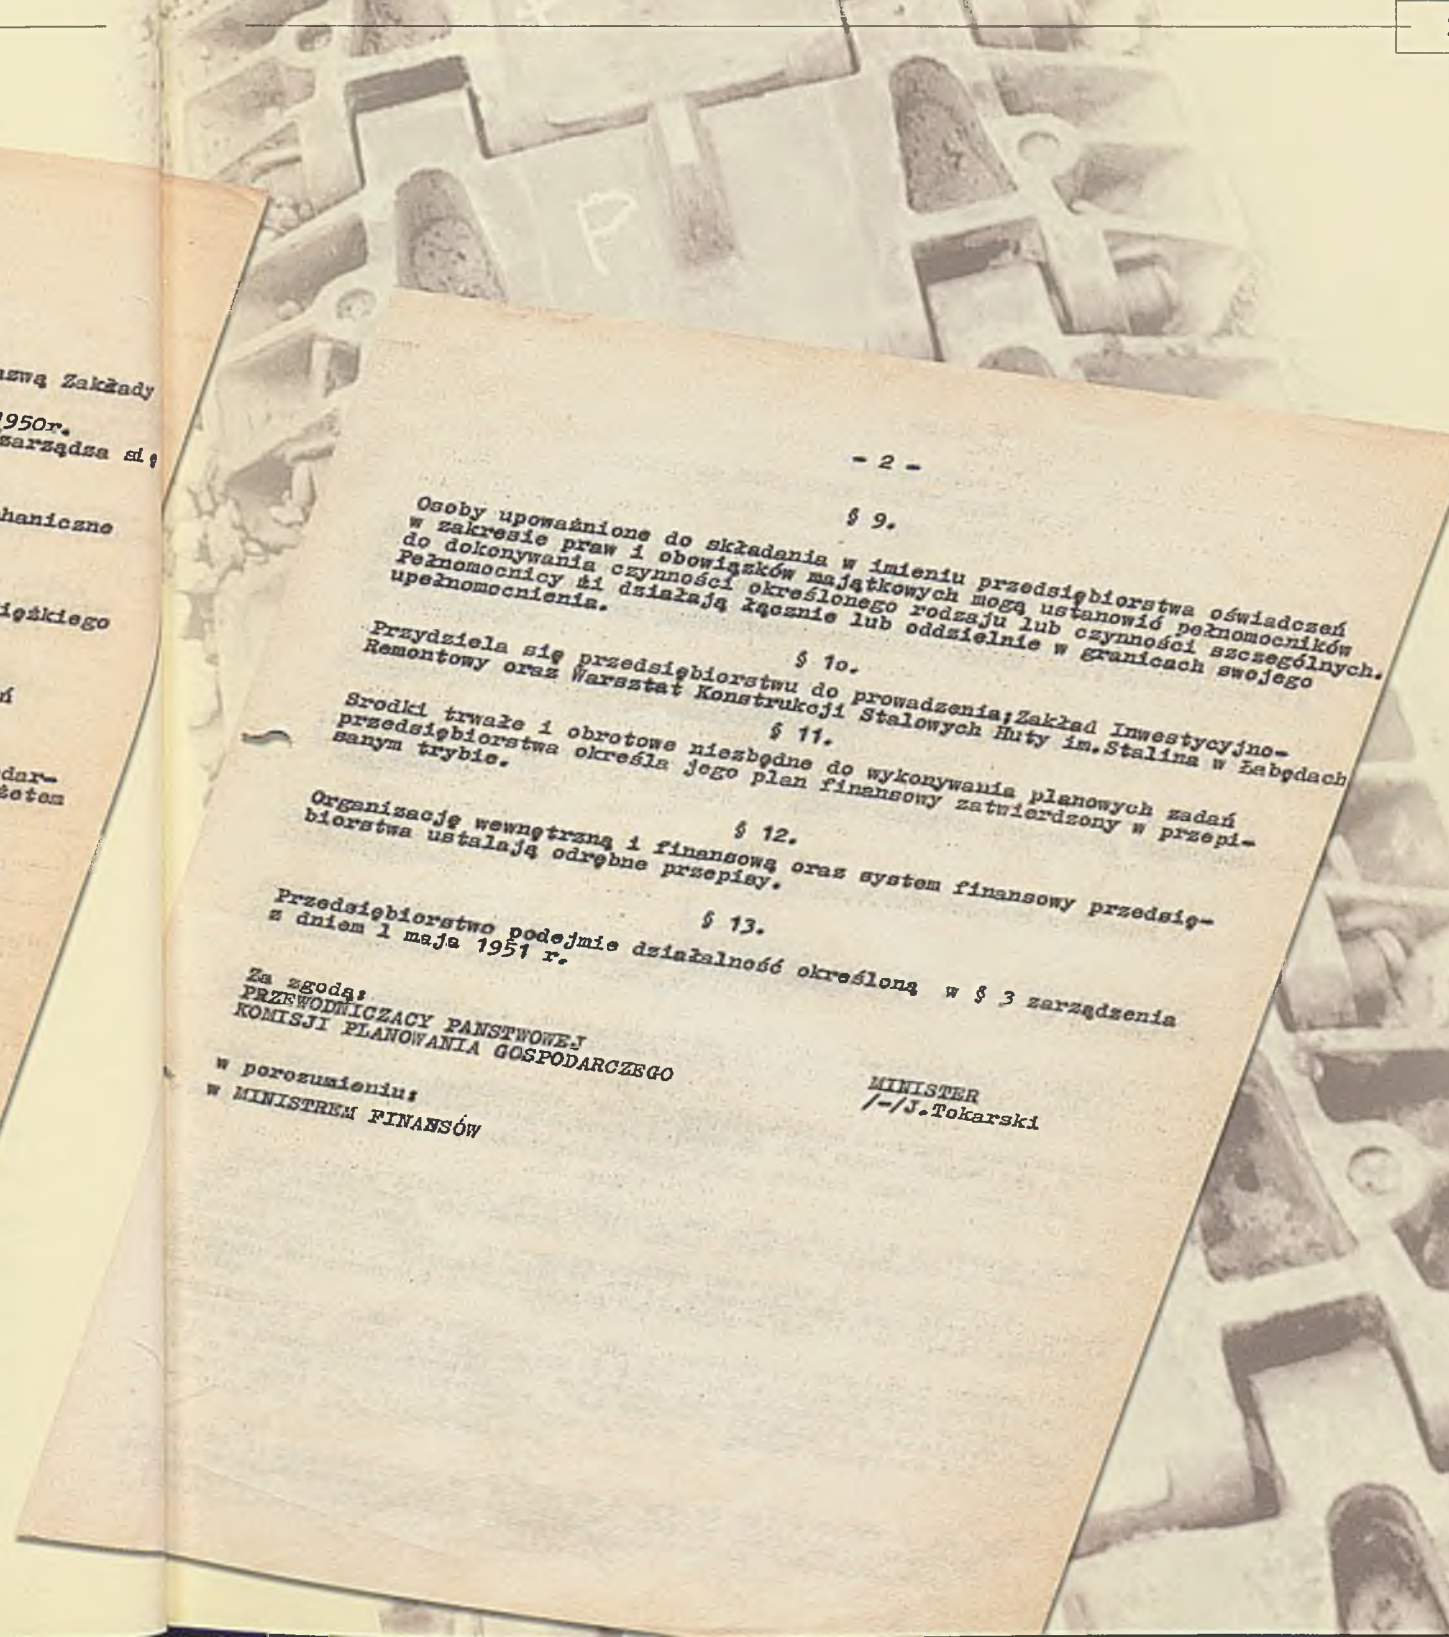 azwą Zakłady
1950r.
zarządza się
haniczne
iężkiego
ń
dar-
żetem
- 2 -
§ 9.
Osoby upoważnione do składania w imieniu przedsiębiorstwa oświadczeń
w zakresie praw i obowiązków majątkowych mogą ustanowić pełnomocników
do dokonywania czynności określonego rodzaju lub czynności szczególnych.
Pełnomocnicy żi działają łącznie lub oddzielnie w granicach swojego
upełnomocnienia.
§ 1o.
Przydziela się przedsiębiorstwu do prowadzenia;Zakład Inwestycyjno-
Remontowy oraz Warsztat Konstrukcji Stalowych Huty im.Stalina w Łabędach
§ 11.
Srodki trwałe i obrotowe niezbędne do wykonywania planowych zadań
przedsiębiorstwa określa jego plan finansowy zatwierdzony w przepi-
sanym trybie.
§ 12.
Organizację wewnętrzną i finansową oraz system finansowy przedsię-
biorstwa ustalają odrębne przepisy.
§ 13.
Przedsiębiorstwo podejmie działalność określoną w § 3 zarządzenia
z dniem 1 maja 1951 r.
Za zgodą:
PRZEWODNICZACY PANSTWOWEJ
KOMISJI PLANOWANIA GOSPODARCZEGO
w porozumieniu:
w MINISTREM FINANSÓW
MINISTER
/-/J.Tokarski
P